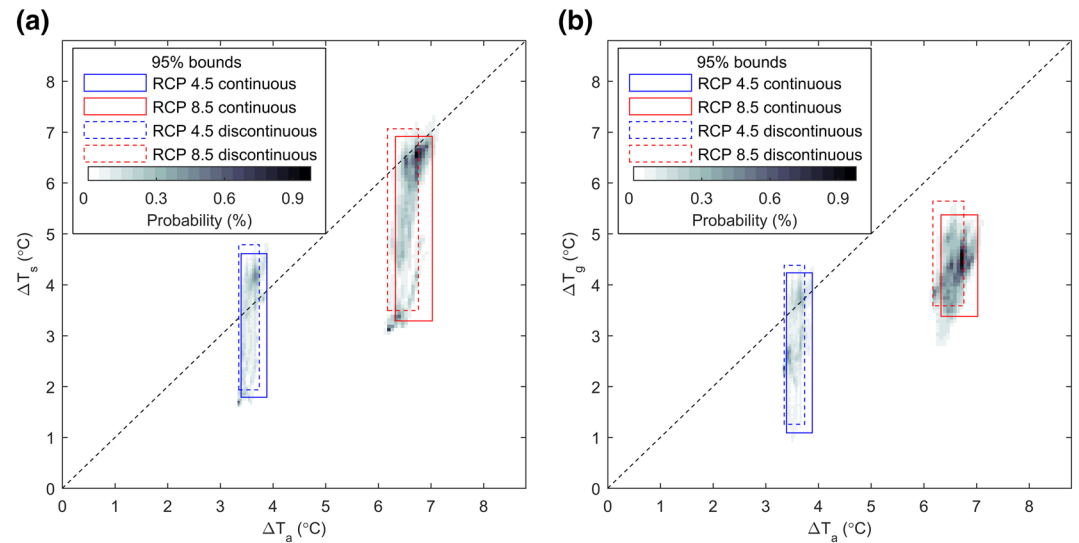 (a)
95% bounds
RCP 4.5 continuous
RCP 8.5 continuous
RCP 4.5 discontinuous
RCP 8.5 discontinuous
0 0.3 0.6 0.9
Probability (%)
8
7
6
5
4
3
2
1
0
ΔTs (°C)
0 1 2 3 4 5 6 7 8
ΔTa (°C)
(b)
95% bounds
RCP 4.5 continuous
RCP 8.5 continuous
RCP 4.5 discontinuous
RCP 8.5 discontinuous
0 0.3 0.6 0.9
Probability (%)
8
7
6
5
4
3
2
1
0
ΔTg (°C)
0 1 2 3 4 5 6 7 8
ΔTa (°C)